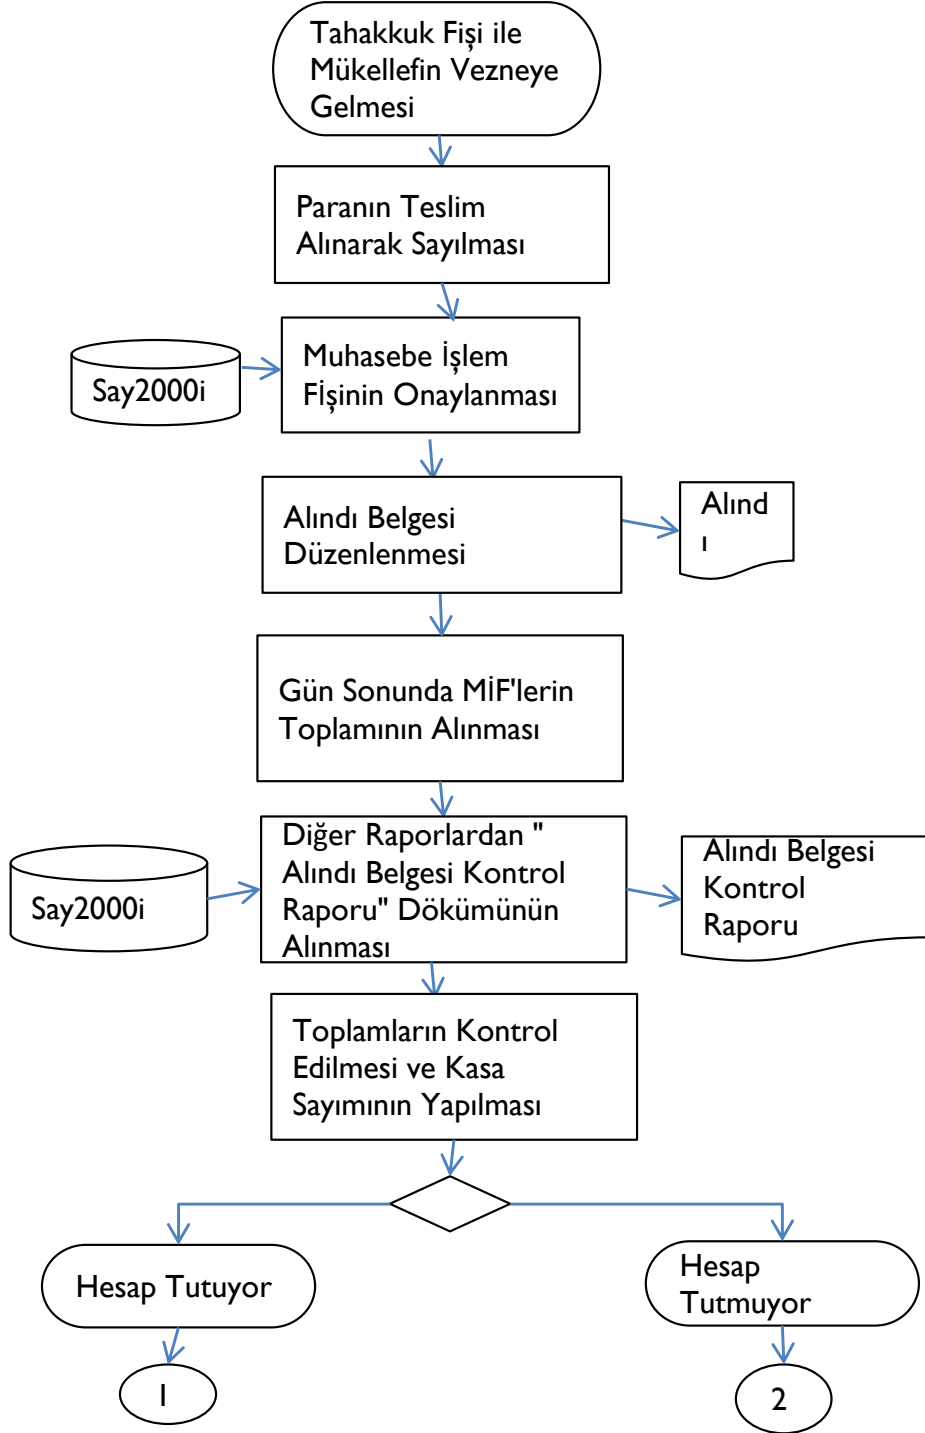 Tahakkuk Fişi ile
Mükellefin Vezneye
Gelmesi
Paranın Teslim
Alınarak Sayılması
Say2000i
Muhasebe İşlem
Fİşinin Onaylanması
Alındı Belgesi
Düzenlenmesi
Alınd
ı
Gün Sonunda MİF'lerin
Toplamının Alınması
Say2000i
Diğer Raporlardan "
Alındı Belgesi Kontrol
Raporu" Dökümünün
Alınması
Alındı Belgesi
Kontrol
Raporu
Toplamların Kontrol
Edilmesi ve Kasa
Sayımının Yapılması
Hesap Tutuyor
Hesap
Tutmuyor
1
2